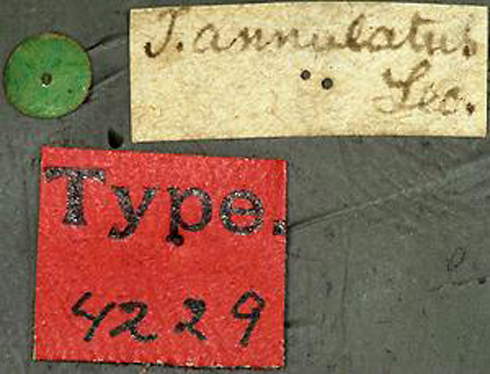 T. annulatus
Lec.
Type.
4229